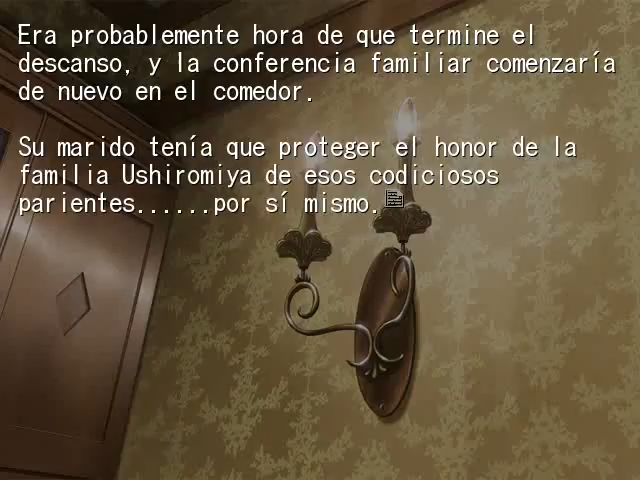 Era probablemente hora de que termine el
descanso, y la conferencia familiar comenzaría
de nuevo en el comedor.
Su marido tenía que proteger el honor de la
familia Ushiromiya de esos codiciosos
parientes......por sí mismo.